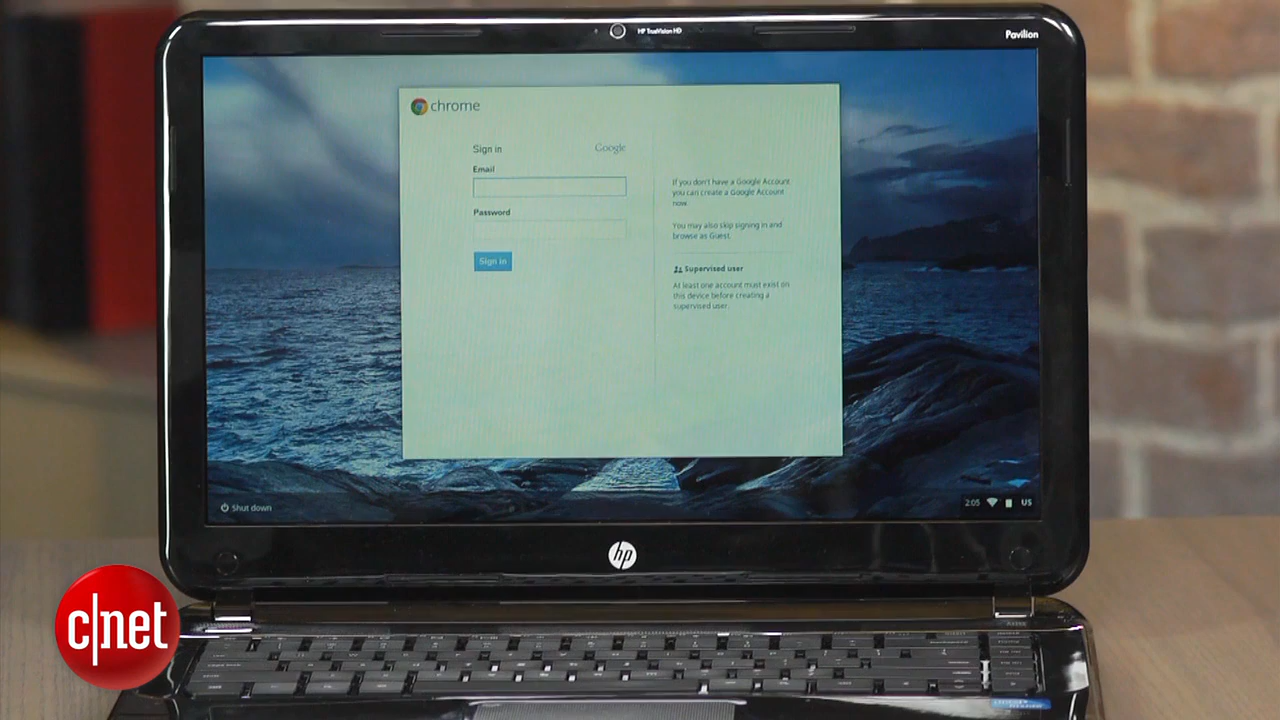 HP TrueVision HD
Pavilion
chrome
Sign in
Google
Email
Password
Sign in
If you don't have a Google Account
you can create a Google Account
now.
You may also skip signing in and
browse as Guest.
Supervised user
At least one account must exist on
this device before creating a
supervised user.
Shut down
2:05
US
hp
c|net